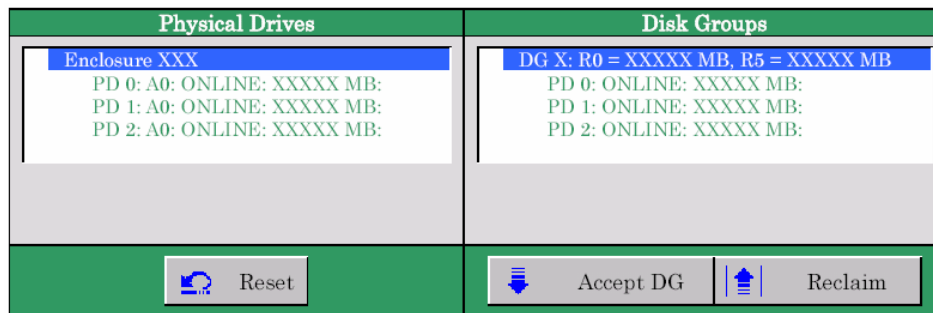 Physical Drives
Enclosure XXX
PD 0: A0: ONLINE: XXXXX MB:
PD 1: A0: ONLINE: XXXXX MB:
PD 2: A0: ONLINE: XXXXX MB:
Reset
Disk Groups
DG X: R0 = XXXXX MB, R5 = XXXXX MB
PD 0: ONLINE: XXXXX MB:
PD 1: ONLINE: XXXXX MB:
PD 2: ONLINE: XXXXX MB:
Accept DG
Reclaim